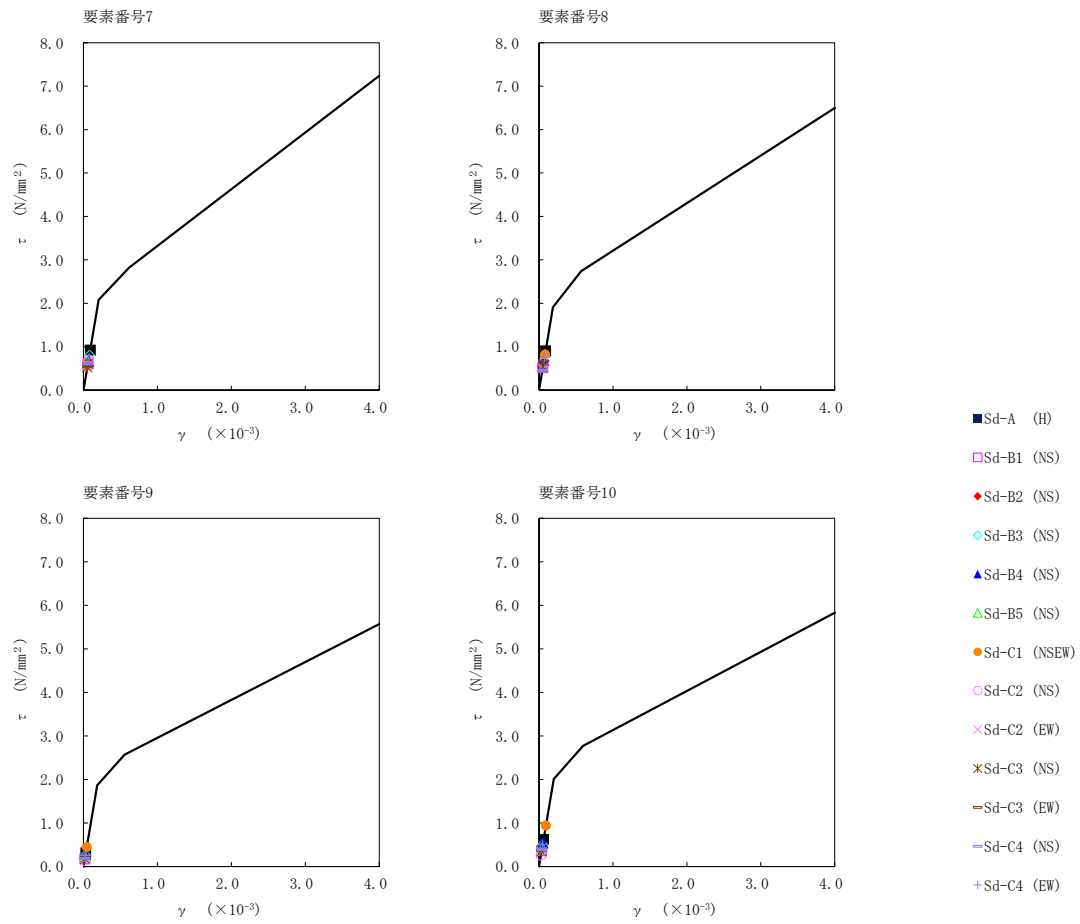 要素番号7
8.0
7.0
6.0
5.0
4.0
3.0
2.0
1.0
0.0
τ (N/mm²)
0.0 1.0 2.0 3.0 4.0
γ (×10⁻³)
要素番号8
8.0
7.0
6.0
5.0
4.0
3.0
2.0
1.0
0.0
τ (N/mm²)
0.0 1.0 2.0 3.0 4.0
γ (×10⁻³)
要素番号9
8.0
7.0
6.0
5.0
4.0
3.0
2.0
1.0
0.0
τ (N/mm²)
0.0 1.0 2.0 3.0 4.0
γ (×10⁻³)
要素番号10
8.0
7.0
6.0
5.0
4.0
3.0
2.0
1.0
0.0
τ (N/mm²)
0.0 1.0 2.0 3.0 4.0
γ (×10⁻³)
Sd-A (H)
Sd-B1 (NS)
Sd-B2 (NS)
Sd-B3 (NS)
Sd-B4 (NS)
Sd-B5 (NS)
Sd-C1 (NSEW)
Sd-C2 (NS)
Sd-C2 (EW)
Sd-C3 (NS)
Sd-C3 (EW)
Sd-C4 (NS)
Sd-C4 (EW)